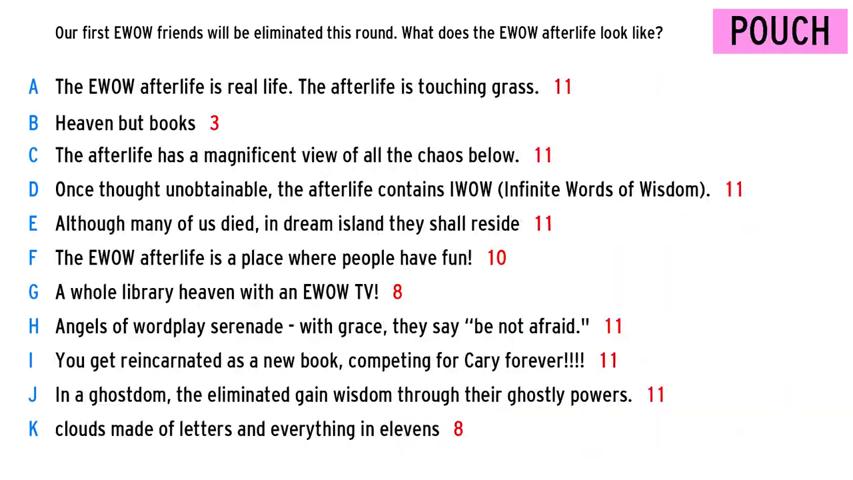 Our first EWOW friends will be eliminated this round. What does the EWOW afterlife look like?
POUCH
A The EWOW afterlife is real life. The afterlife is touching grass. 11
B Heaven but books 3
C The afterlife has a magnificent view of all the chaos below. 11
D Once thought unobtainable, the afterlife contains IWOW (Infinite Words of Wisdom). 11
E Although many of us died, in dream island they shall reside 11
F The EWOW afterlife is a place where people have fun! 10
G A whole library heaven with an EWOW TV! 8
H Angels of wordplay serenade - with grace, they say “be not afraid." 11
I You get reincarnated as a new book, competing for Cary forever!!!! 11
J In a ghostdom, the eliminated gain wisdom through their ghostly powers. 11
K clouds made of letters and everything in elevens 8